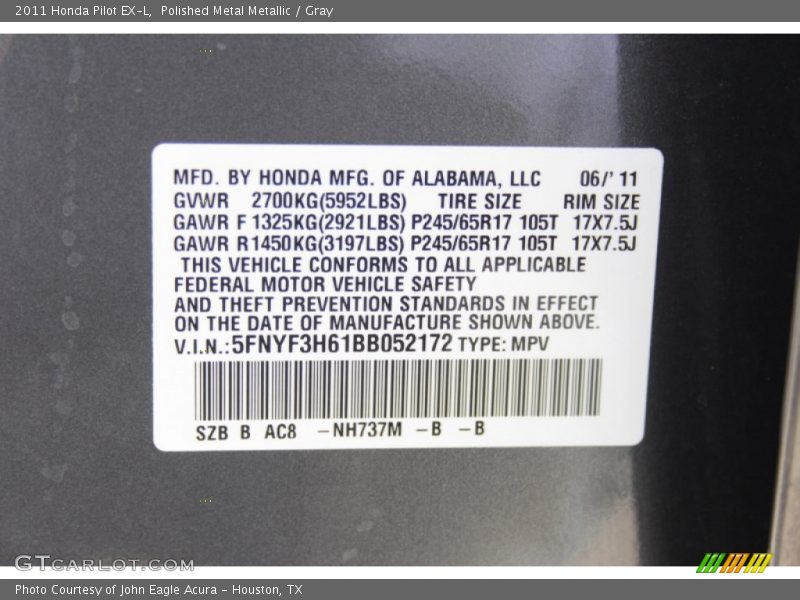 2011 Honda Pilot EX-L, Polished Metal Metallic / Gray
MFD. BY HONDA MFG. OF ALABAMA, LLC 06/' 11
GVWR 2700KG(5952LBS) TIRE SIZE RIM SIZE
GAWR F 1325KG(2921LBS) P245/65R17 105T 17X7.5J
GAWR R 1450KG(3197LBS) P245/65R17 105T 17X7.5J
THIS VEHICLE CONFORMS TO ALL APPLICABLE
FEDERAL MOTOR VEHICLE SAFETY
AND THEFT PREVENTION STANDARDS IN EFFECT
ON THE DATE OF MANUFACTURE SHOWN ABOVE.
V.I.N.:5FNYF3H61BB052172 TYPE: MPV
SZB B AC8 –NH737M –B –B
GTCARLOT.COM
Photo Courtesy of John Eagle Acura - Houston, TX